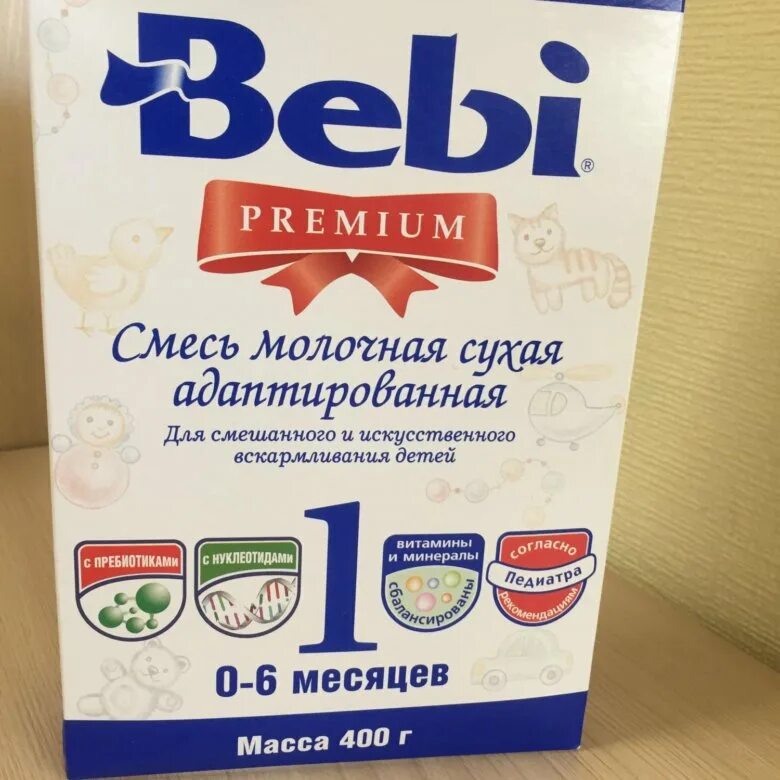 Bebi®
PREMIUM
Смесь молочная сухая
адаптированная
Для смешанного и искусственного
вскармливания детей
1
С ПРЕБИОТИКАМИ
С НУКЛЕОТИДАМИ
витамины
и минералы
сбалансированы
согласно
Педиатра
рекомендациям
0-6 месяцев
Масса 400 г